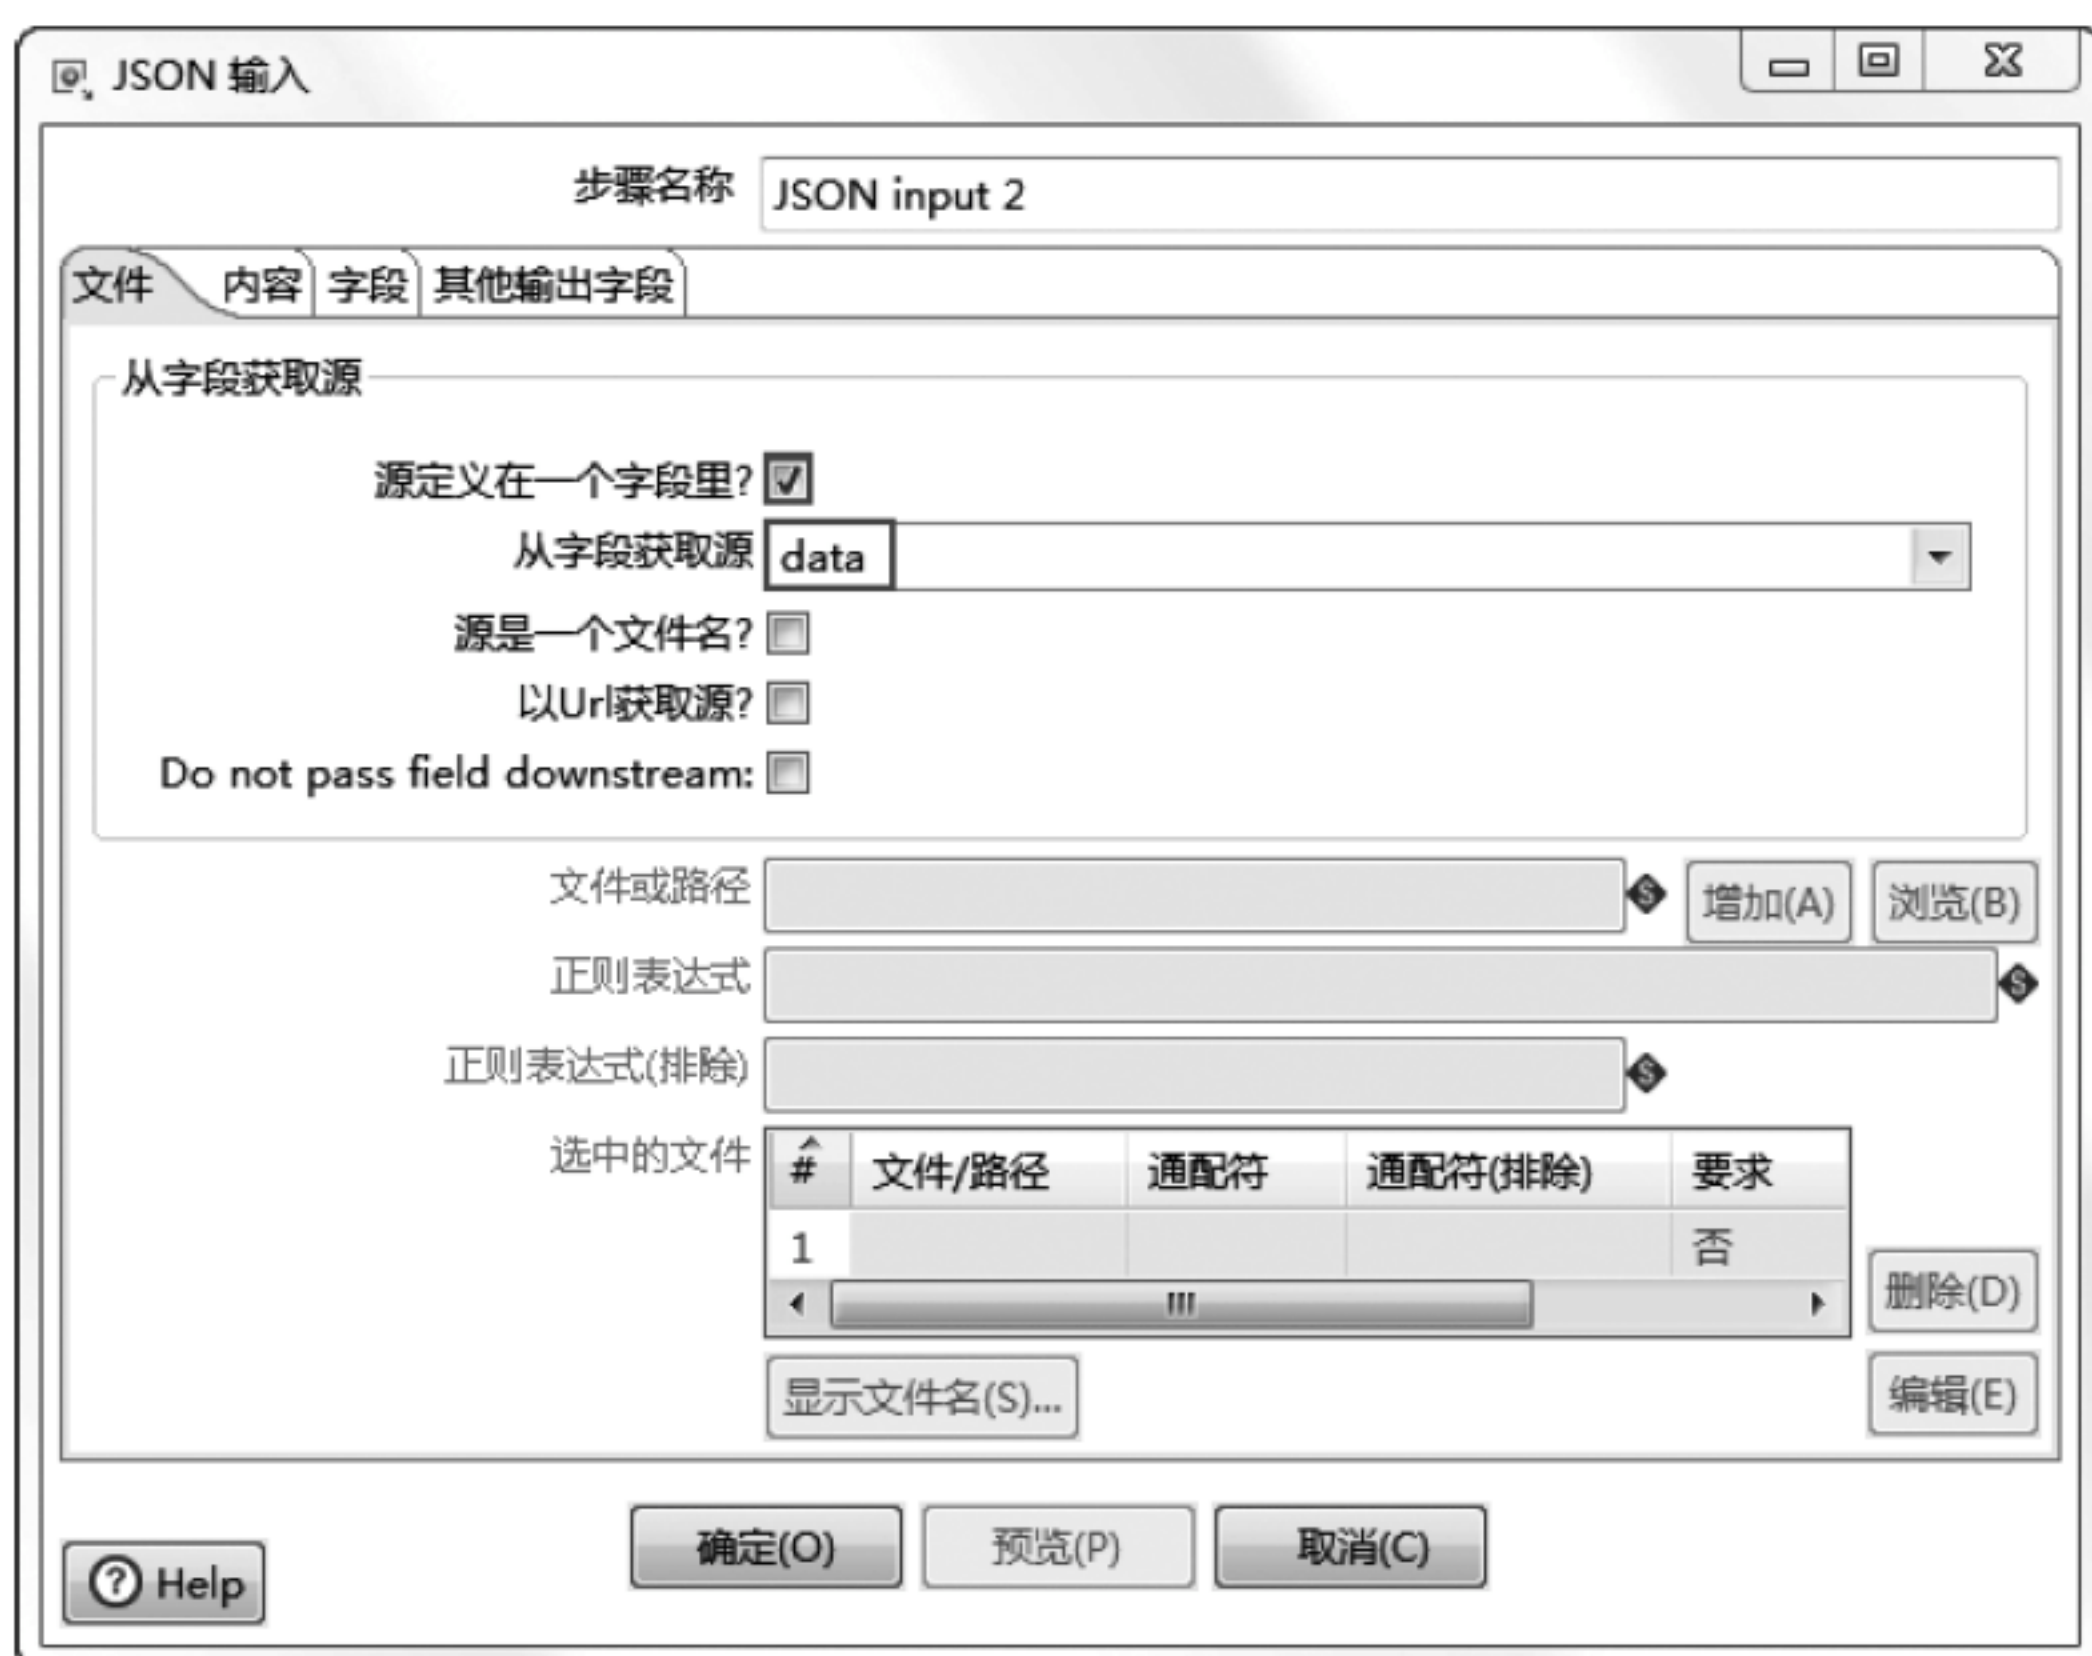 JSON 输入
步骤名称 JSON input 2
文件 内容 字段 其他输出字段
从字段获取源
源定义在一个字段里?
从字段获取源 data
源是一个文件名?
以Url获取源?
Do not pass field downstream:
文件或路径 增加(A) 浏览(B)
正则表达式
正则表达式(排除)
选中的文件 # 文件/路径 通配符 通配符(排除) 要求
1 否
删除(D)
显示文件名(S)... 编辑(E)
确定(O) 预览(P) 取消(C)
Help